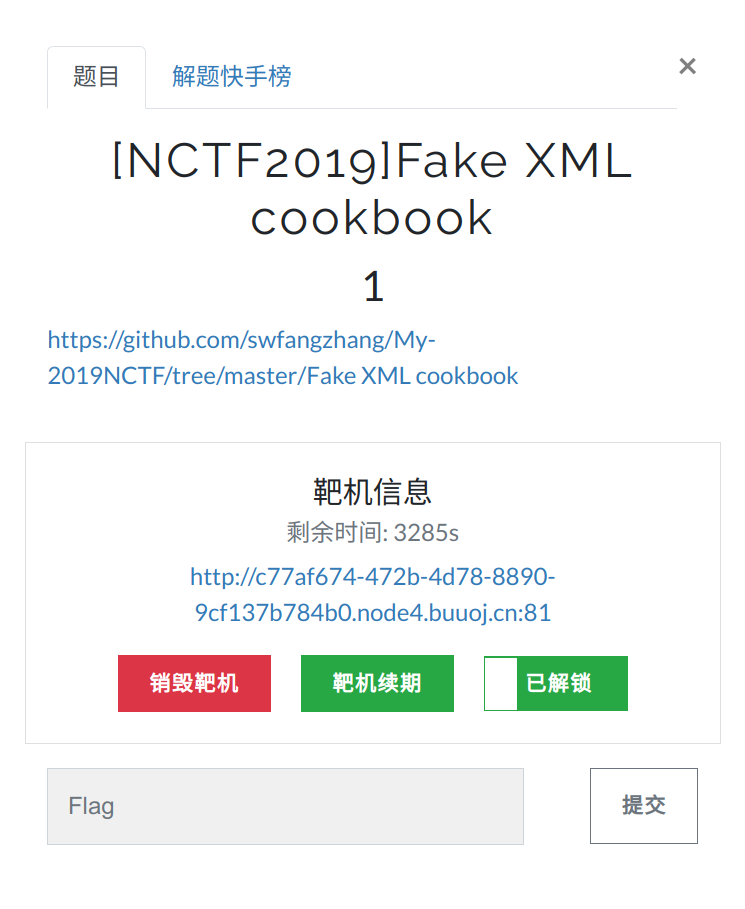 题目
解题快手榜
×
[NCTF2019]Fake XML
cookbook
1
https://github.com/swfangzhang/My-
2019NCTF/tree/master/Fake XML cookbook
靶机信息
剩余时间: 3285s
http://c77af674-472b-4d78-8890-
9cf137b784b0.node4.buuoj.cn:81
销毁靶机
靶机续期
已解锁
Flag
提交